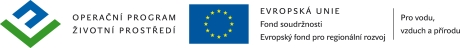 OPERAČNÍ PROGRAM
ŽIVOTNÍ PROSTŘEDÍ
EVROPSKÁ UNIE
Fond soudržnosti
Evropský fond pro regionální rozvoj
Pro vodu,
vzduch a přírodu